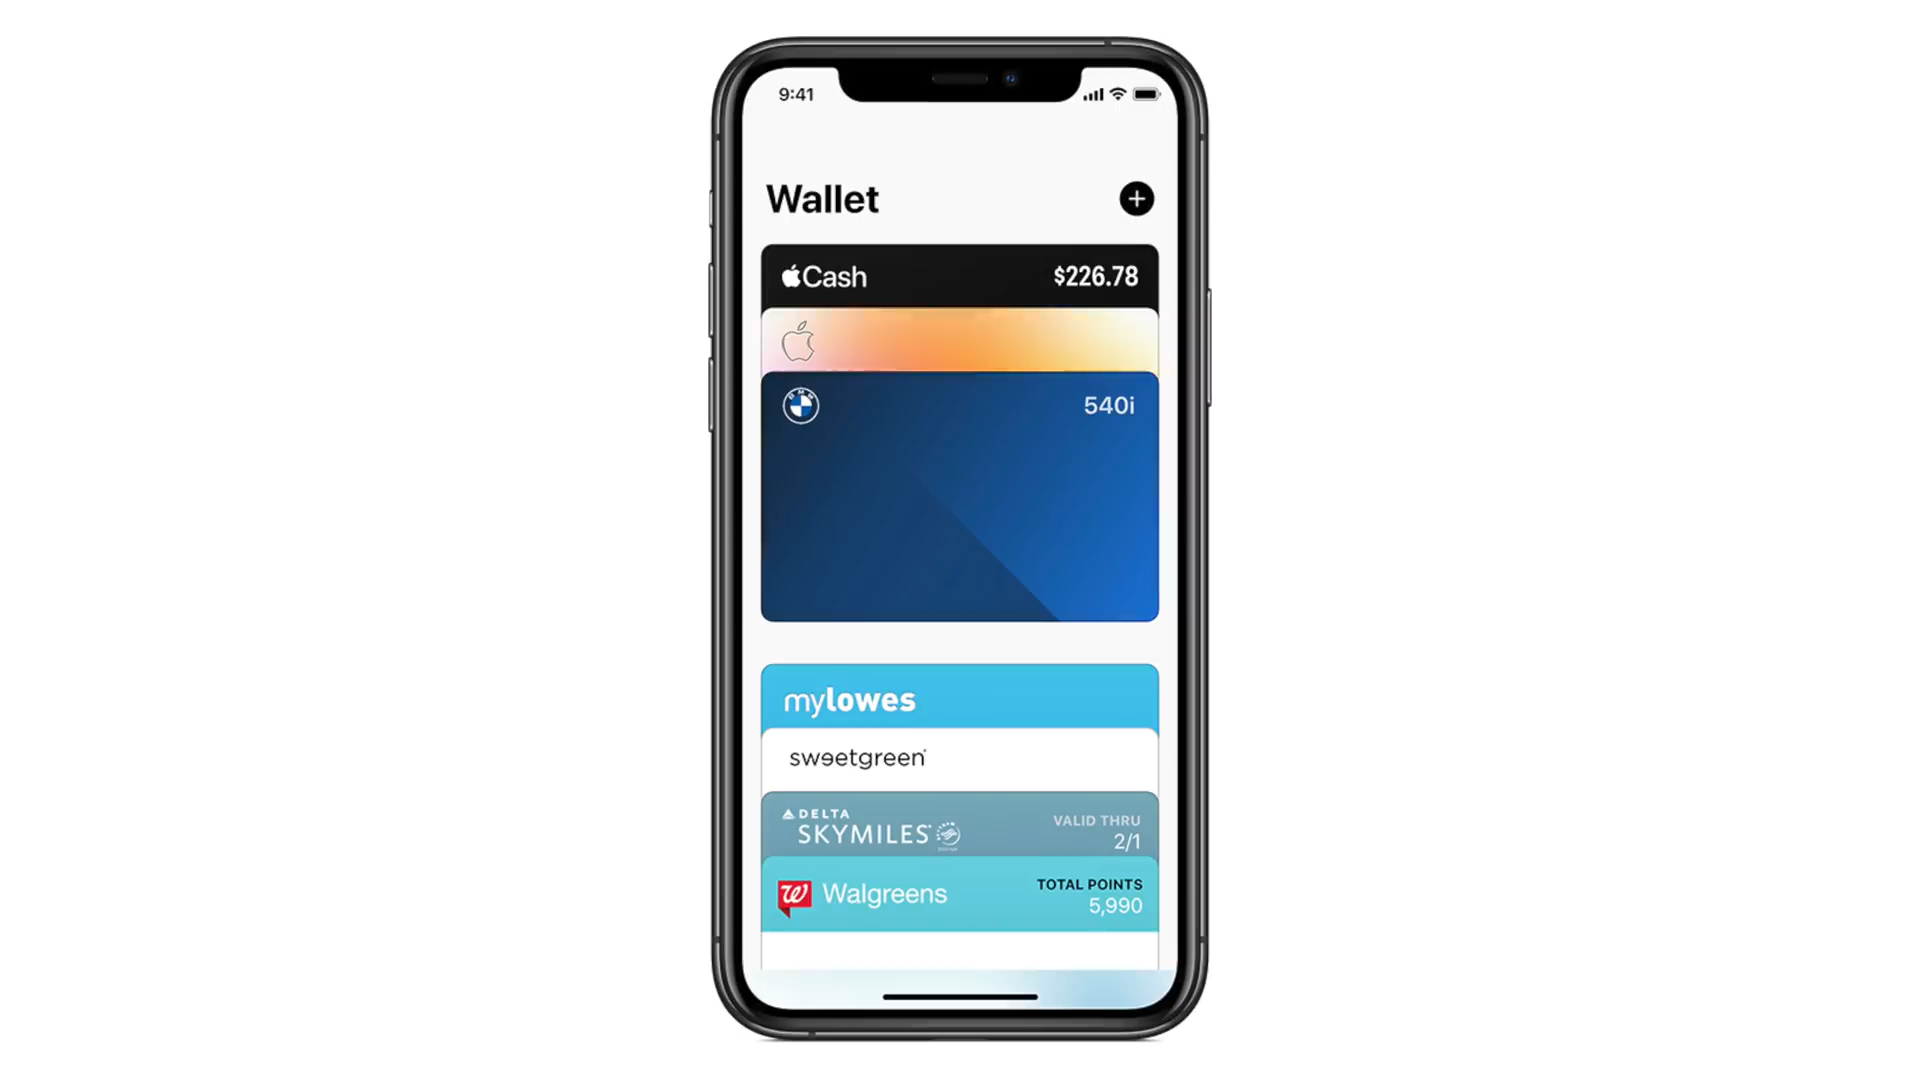 9:41
Wallet
Cash $226.78
540i
mylowes
sweetgreen
DELTA
SKYMILES
VALID THRU
2/1
Walgreens
TOTAL POINTS
5,990